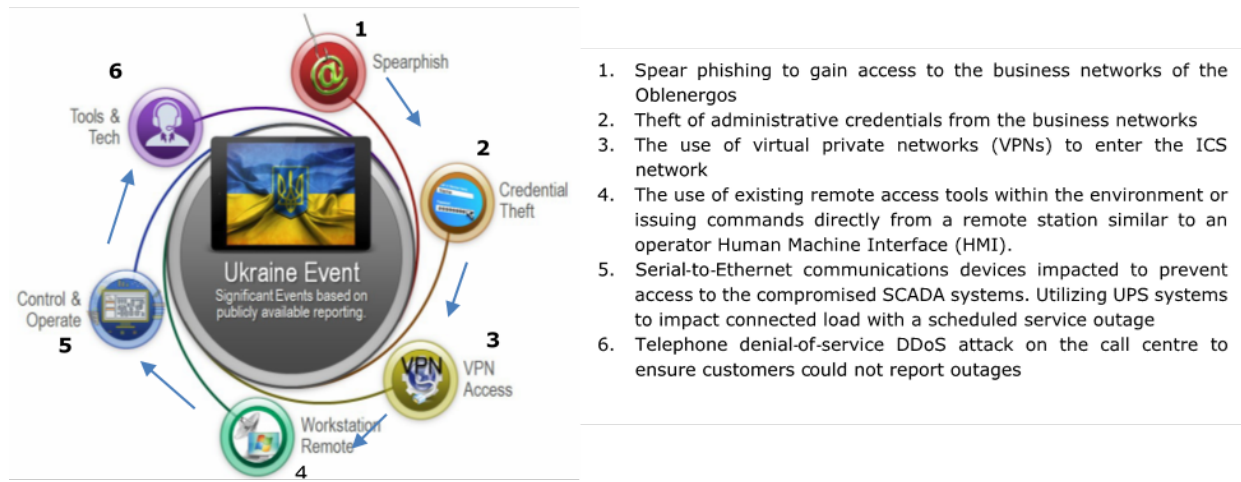 1
Spearphish
6
Tools &
Tech
2
Credential
Theft
Ukraine Event
Significant Events based on
publicly available reporting.
Control &
Operate
5
3
VPN
VPN
Access
Workstation
Remote
4
1. Spear phishing to gain access to the business networks of the
Oblenergos
2. Theft of administrative credentials from the business networks
3. The use of virtual private networks (VPNs) to enter the ICS
network
4. The use of existing remote access tools within the environment or
issuing commands directly from a remote station similar to an
operator Human Machine Interface (HMI).
5. Serial-to-Ethernet communications devices impacted to prevent
access to the compromised SCADA systems. Utilizing UPS systems
to impact connected load with a scheduled service outage
6. Telephone denial-of-service DDoS attack on the call centre to
ensure customers could not report outages